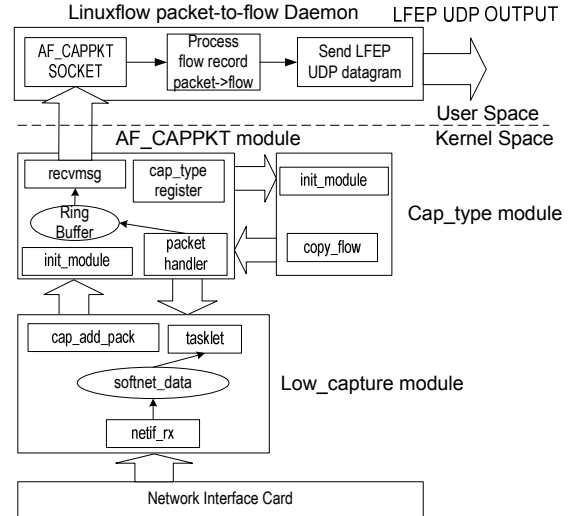 Linuxflow packet-to-flow Daemon
LFEP UDP OUTPUT
AF_CAPPKT
SOCKET
Process
flow record
packet->flow
Send LFEP
UDP datagram
User Space
Kernel Space
AF_CAPPKT module
recvmsg
cap_type
register
init_module
Ring
Buffer
Cap_type module
init_module
packet
handler
copy_flow
cap_add_pack
tasklet
softnet_data
Low_capture module
netif_rx
Network Interface Card